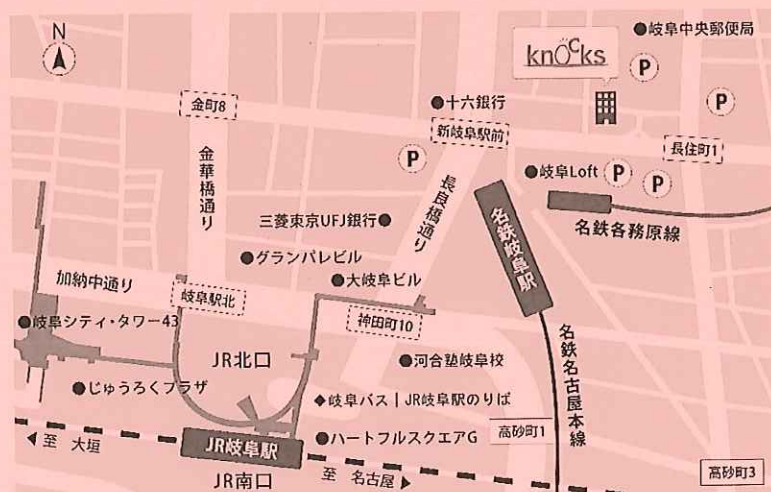 N
knocks
岐阜中央郵便局
P
P
金町8
十六銀行
新岐阜駅前
長住町1
金華橋通り
P
長良橋通り
岐阜Loft
P
P
三菱東京UFJ銀行
名鉄岐阜駅
名鉄各務原線
グランパレビル
加納中通り
大岐阜ビル
岐阜駅北
神田町10
岐阜シティ・タワー43
JR北口
河合塾岐阜校
名鉄名古屋本線
じゅうろくプラザ
岐阜バス | JR岐阜駅のりば
高砂町1
至 大垣
JR岐阜駅
ハートフルスクエアG
高砂町3
JR南口
至 名古屋